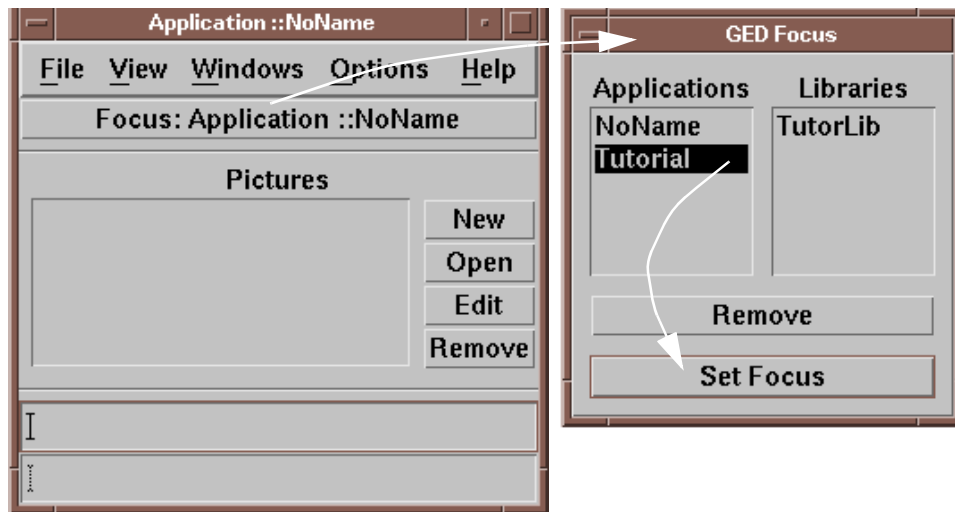 Application ::NoName
File View Windows Options Help
Focus: Application ::NoName
Pictures
New
Open
Edit
Remove
GED Focus
Applications Libraries
NoName TutorLib
Tutorial
Remove
Set Focus